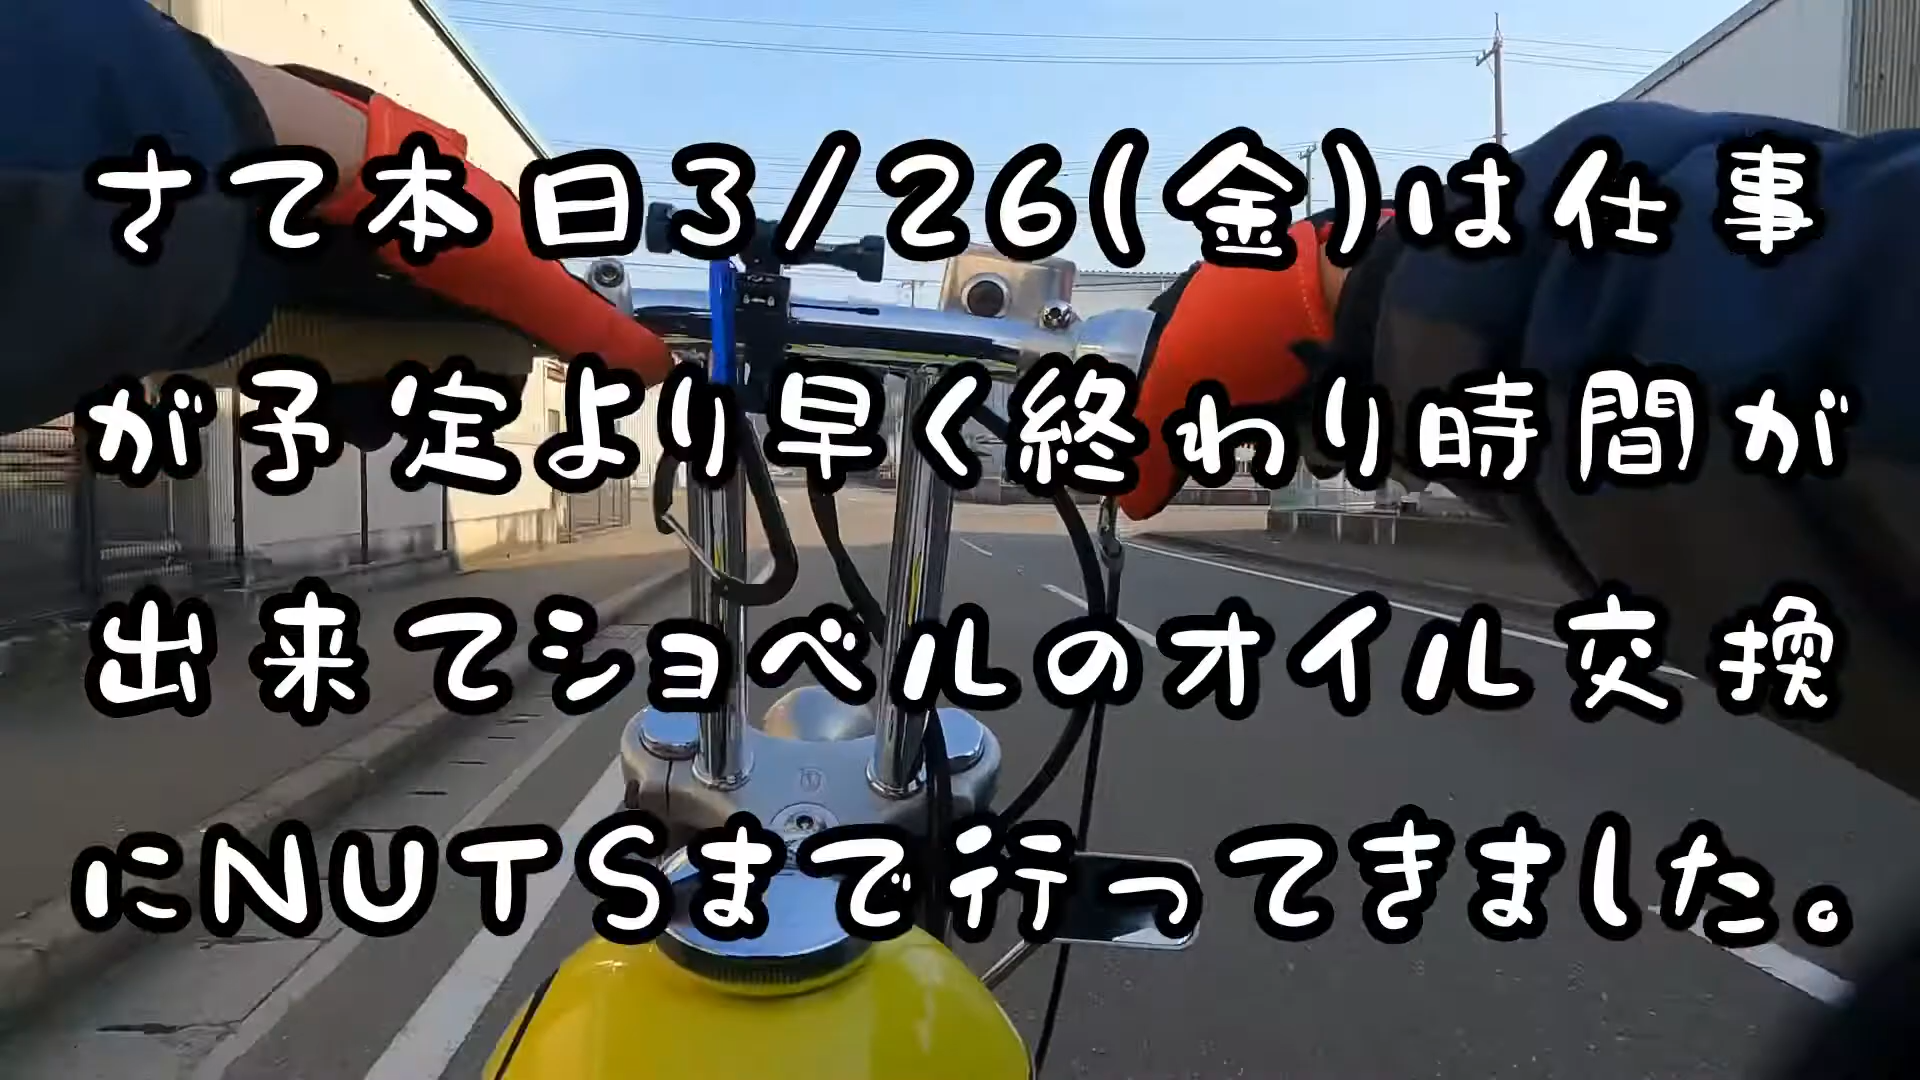 さて本日3/26(金)は仕事
が予定より早く終わり時間が
出来てショベルのオイル交換
にNUTSまで行ってきました。